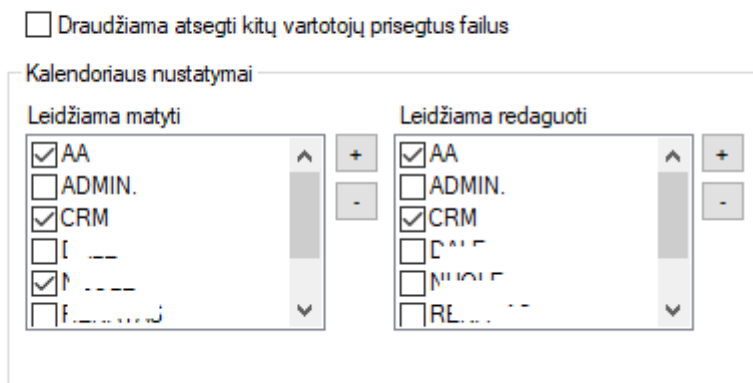 Draudžiama atsegti kitų vartotojų prisegtus failus
Kalendoriaus nustatymai
Leidžiama matyti
AA
ADMIN.
CRM
+
-
Leidžiama redaguoti
AA
ADMIN.
CRM
+
-